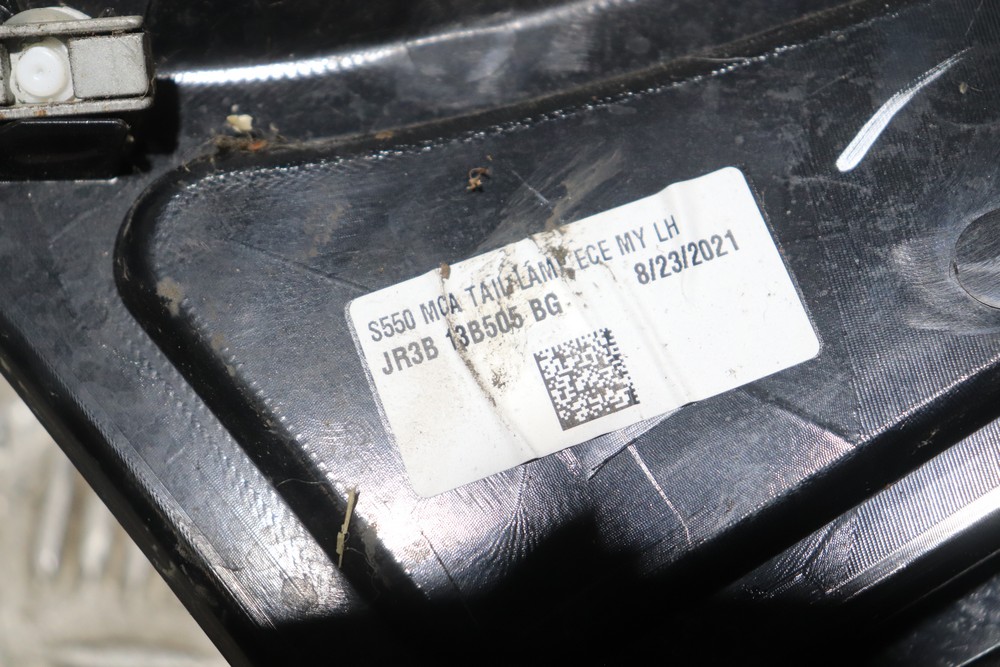 S550 MCA TAIL LAMP ECE MY LH
JR3B 13B505 BG 8/23/2021